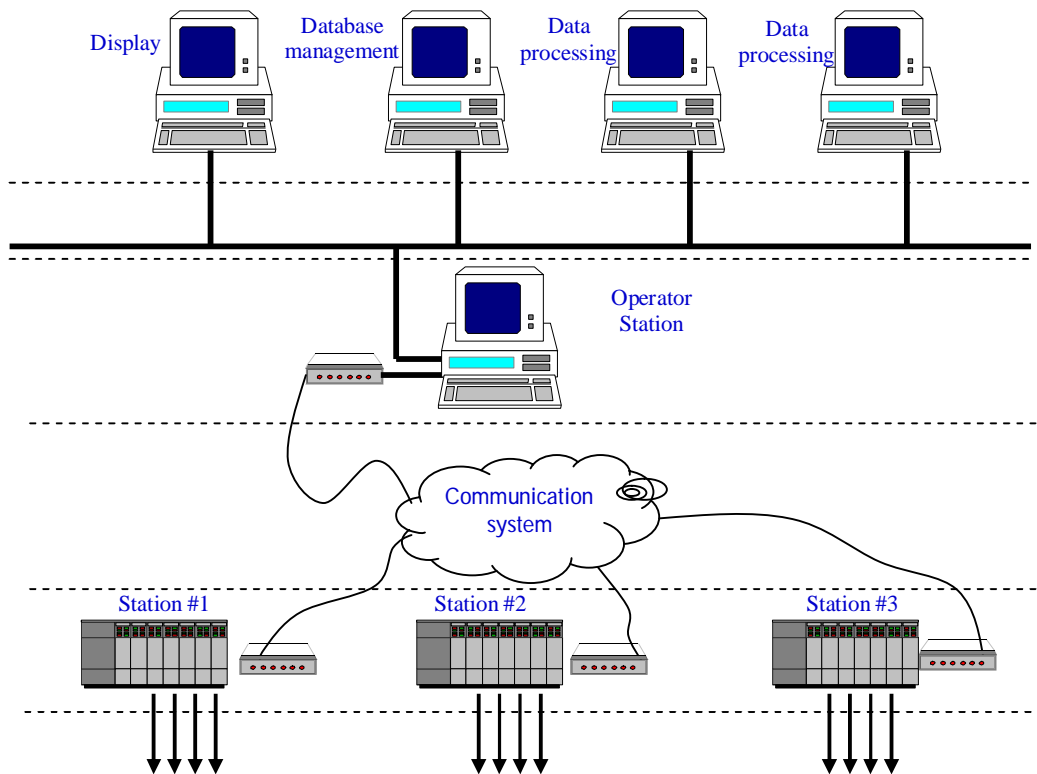 Display
Database
management
Data
processing
Data
processing
Operator
Station
Communication
system
Station #1
Station #2
Station #3